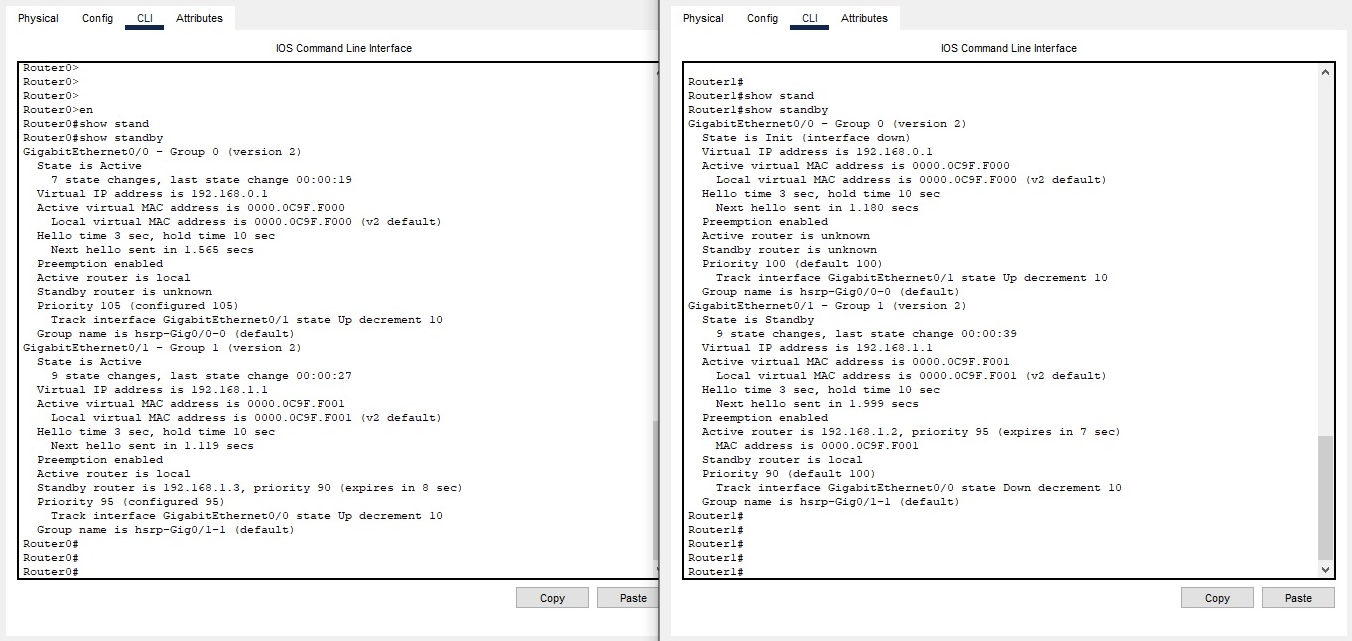 Physical Config CLI Attributes
IOS Command Line Interface
Router0>
Router0>
Router0>
Router0>en
Router0#show stand
Router0#show standby
GigabitEthernet0/0 - Group 0 (version 2)
State is Active
7 state changes, last state change 00:00:19
Virtual IP address is 192.168.0.1
Active virtual MAC address is 0000.0C9F.F000
Local virtual MAC address is 0000.0C9F.F000 (v2 default)
Hello time 3 sec, hold time 10 sec
Next hello sent in 1.565 secs
Preemption enabled
Active router is local
Standby router is unknown
Priority 105 (configured 105)
Track interface GigabitEthernet0/1 state Up decrement 10
Group name is hsrp-Gig0/0-0 (default)
GigabitEthernet0/1 - Group 1 (version 2)
State is Active
9 state changes, last state change 00:00:27
Virtual IP address is 192.168.1.1
Active virtual MAC address is 0000.0C9F.F001
Local virtual MAC address is 0000.0C9F.F001 (v2 default)
Hello time 3 sec, hold time 10 sec
Next hello sent in 1.119 secs
Preemption enabled
Active router is local
Standby router is 192.168.1.3, priority 90 (expires in 8 sec)
Priority 95 (configured 95)
Track interface GigabitEthernet0/0 state Up decrement 10
Group name is hsrp-Gig0/1-1 (default)
Router0#
Router0#
Router0#
Copy Paste
Physical Config CLI Attributes
IOS Command Line Interface
Router1#
Router1#show stand
Router1#show standby
GigabitEthernet0/0 - Group 0 (version 2)
State is Init (interface down)
Virtual IP address is 192.168.0.1
Active virtual MAC address is 0000.0C9F.F000
Local virtual MAC address is 0000.0C9F.F000 (v2 default)
Hello time 3 sec, hold time 10 sec
Next hello sent in 1.180 secs
Preemption enabled
Active router is unknown
Standby router is unknown
Priority 100 (default 100)
Track interface GigabitEthernet0/1 state Up decrement 10
Group name is hsrp-Gig0/0-0 (default)
GigabitEthernet0/1 - Group 1 (version 2)
State is Standby
9 state changes, last state change 00:00:39
Virtual IP address is 192.168.1.1
Active virtual MAC address is 0000.0C9F.F001
Local virtual MAC address is 0000.0C9F.F001 (v2 default)
Hello time 3 sec, hold time 10 sec
Next hello sent in 1.999 secs
Preemption enabled
Active router is 192.168.1.2, priority 95 (expires in 7 sec)
MAC address is 0000.0C9F.F001
Standby router is local
Priority 90 (default 100)
Track interface GigabitEthernet0/0 state Down decrement 10
Group name is hsrp-Gig0/1-1 (default)
Router1#
Router1#
Router1#
Router1#
Router1#
Copy Paste